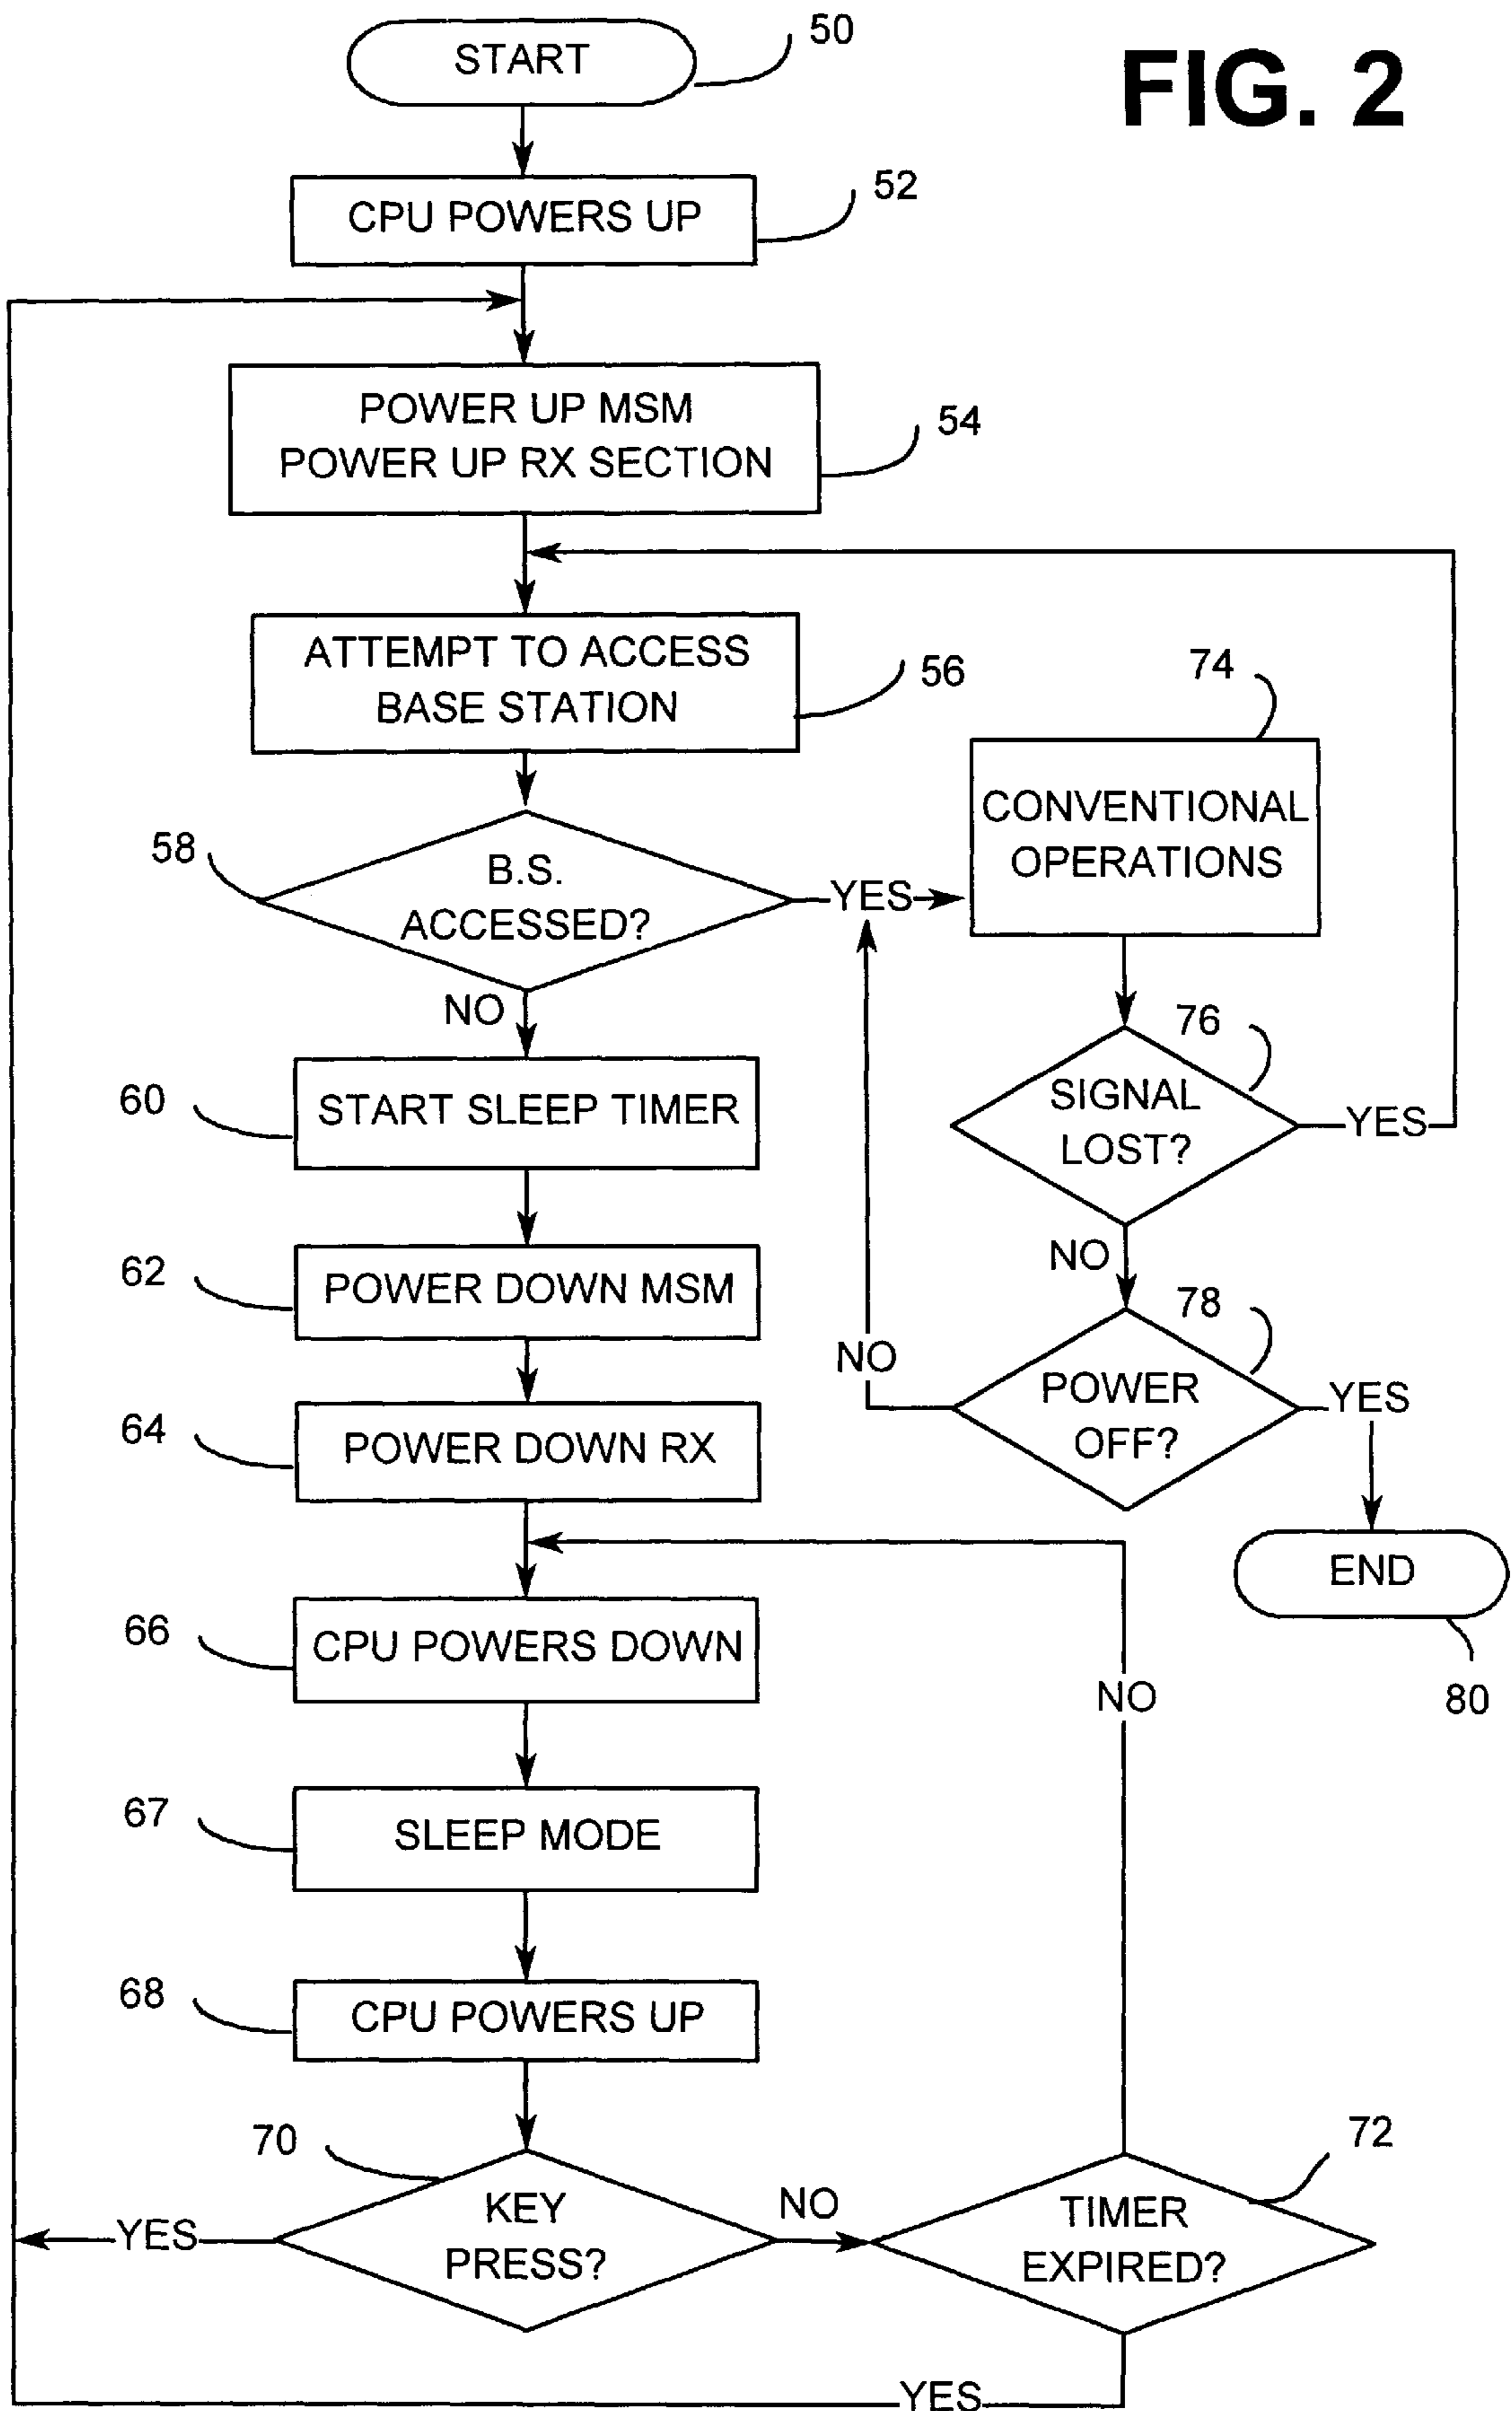 FIG. 2
START
50
CPU POWERS UP
52
POWER UP MSM
POWER UP RX SECTION
54
ATTEMPT TO ACCESS
BASE STATION
56
74
CONVENTIONAL
OPERATIONS
58
B.S.
ACCESSED?
YES
NO
76
SIGNAL
LOST?
YES
60
START SLEEP TIMER
NO
62
POWER DOWN MSM
78
POWER
OFF?
NO
YES
64
POWER DOWN RX
END
80
66
CPU POWERS DOWN
NO
67
SLEEP MODE
68
CPU POWERS UP
70
KEY
PRESS?
YES
NO
72
TIMER
EXPIRED?
YES